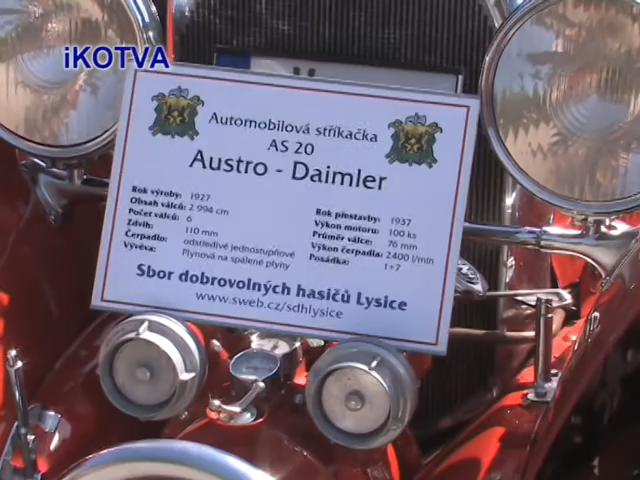 iKOTVA
Automobilová stříkačka
AS 20
Austro - Daimler
Rok výroby: 1927
Obsah válců: 2 994 cm
Počet válců: 6
Zdvih: 110 mm
Čerpadlo: odstředivé jednostupňové
Vývěva: Plynová na spálené plyny
Rok přestavby: 1937
Výkon motoru: 100 ks
Průměr válce: 76 mm
Výkon čerpadla: 2400 l/min
Posádka: 1+7
Sbor dobrovolných hasičů Lysice
www.sweb.cz/sdhlysice